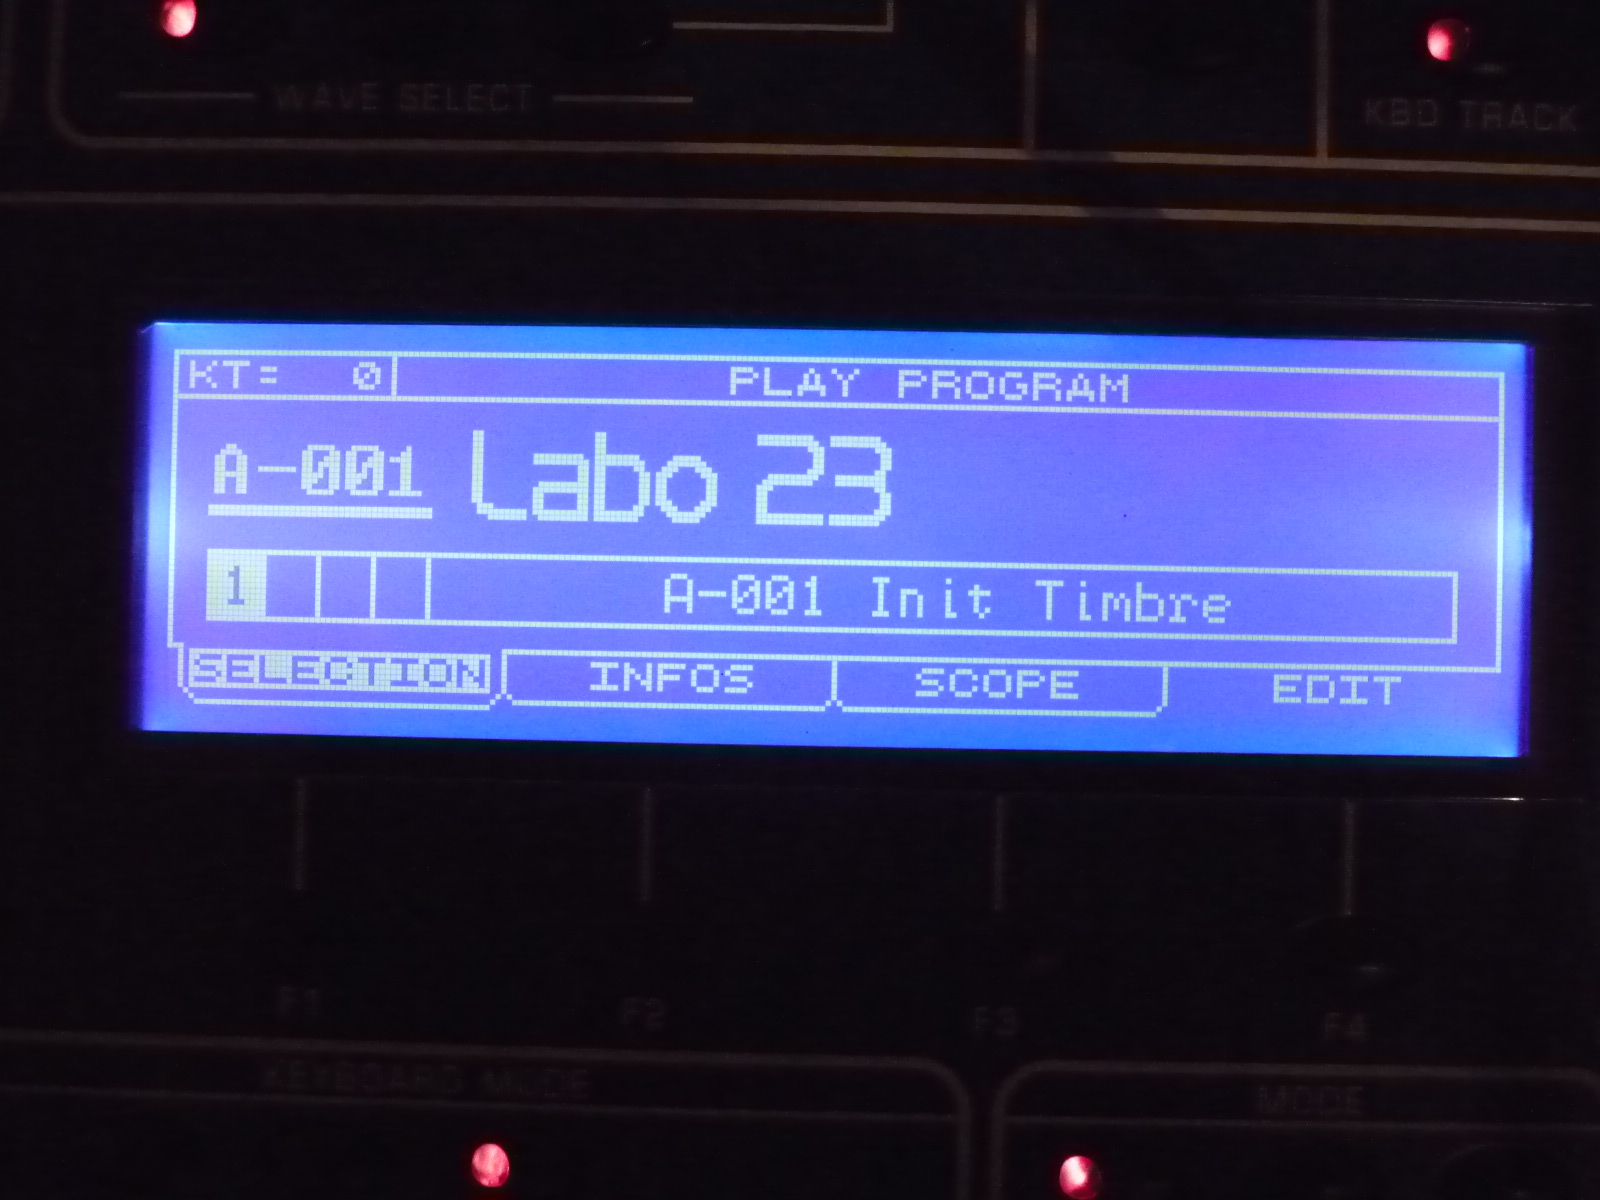 WAVE SELECT
KBD TRACK
KT= 0 PLAY PROGRAM
A-001 Labo 23
1 A-001 Init Timbre
SELECTION INFOS SCOPE EDIT
F1 F2 F3 F4
KEYBOARD MODE MODE